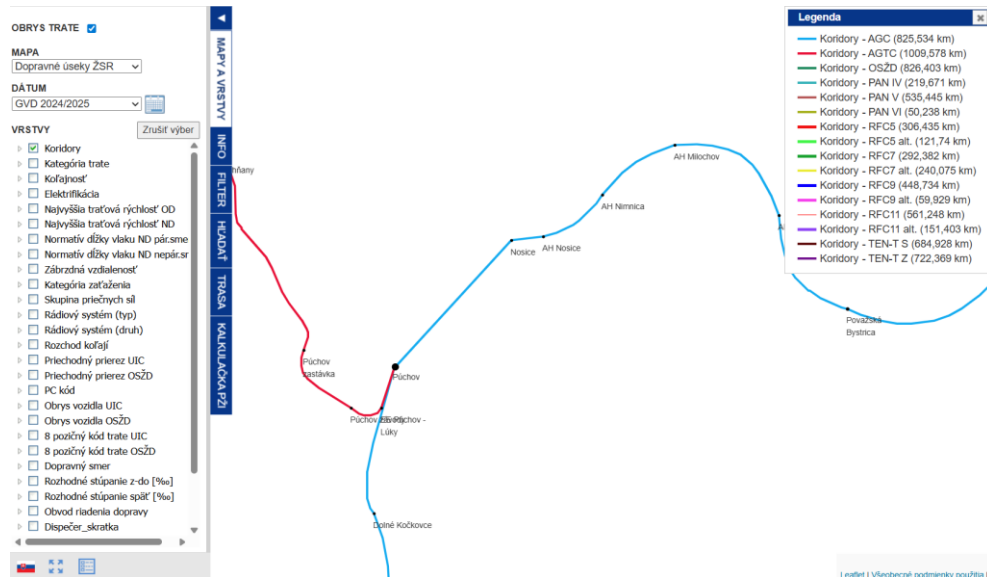 OBRYS TRATE
MAPA
Dopravné úseky ŽSR
DÁTUM
GVD 2024/2025
VRSTVY
Zrušiť výber
Koridory
Kategória trate
Koľajnosť
Elektrifikácia
Najvyššia traťová rýchlosť OD
Najvyššia traťová rýchlosť ND
Normatív dĺžky vlaku ND pár.sme
Normatív dĺžky vlaku ND nepár.sr
Zábrzdná vzdialenosť
Kategória zaťaženia
Skupina priečnych síl
Rádiový systém (typ)
Rádiový systém (druh)
Rozchod koľají
Priechodný prierez UIC
Priechodný prierez OSŽD
PC kód
Obrys vozidla UIC
Obrys vozidla OSŽD
8 pozičný kód trate UIC
8 pozičný kód trate OSŽD
Dopravný smer
Rozhodné stúpanie z-do [‰]
Rozhodné stúpanie späť [‰]
Obvod riadenia dopravy
Dispečer_skratka
MAPY A VRSTVY
INFO
FILTER
HĽADAŤ
TRASA
KALKULAČKA PŽI
hňany
AH Milochov
AH Nimnica
Nosice
AH Nosice
Považská
Bystrica
Púchov
zastávka
Púchov
Púchov -
Lúky
Dolné Kočkovce
Legenda
Koridory - AGC (825,534 km)
Koridory - AGTC (1009,578 km)
Koridory - OSŽD (826,403 km)
Koridory - PAN IV (219,671 km)
Koridory - PAN V (535,445 km)
Koridory - PAN VI (50,238 km)
Koridory - RFC5 (306,435 km)
Koridory - RFC5 alt. (121,74 km)
Koridory - RFC7 (292,382 km)
Koridory - RFC7 alt. (240,075 km)
Koridory - RFC9 (448,734 km)
Koridory - RFC9 alt. (59,929 km)
Koridory - RFC11 (561,248 km)
Koridory - RFC11 alt. (151,403 km)
Koridory - TEN-T S (684,928 km)
Koridory - TEN-T Z (722,369 km)
Leaflet | Všeobecné podmienky použitia